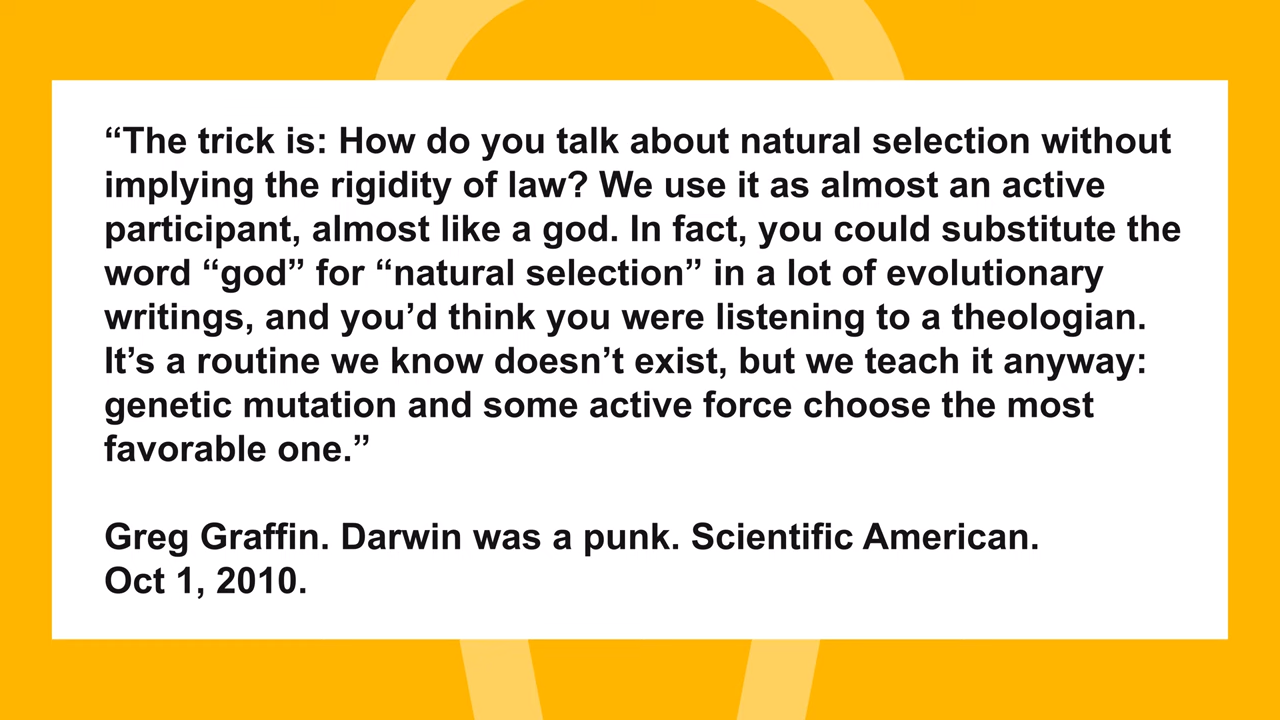 “The trick is: How do you talk about natural selection without
implying the rigidity of law? We use it as almost an active
participant, almost like a god. In fact, you could substitute the
word “god” for “natural selection” in a lot of evolutionary
writings, and you’d think you were listening to a theologian.
It’s a routine we know doesn’t exist, but we teach it anyway:
genetic mutation and some active force choose the most
favorable one.”
Greg Graffin. Darwin was a punk. Scientific American.
Oct 1, 2010.